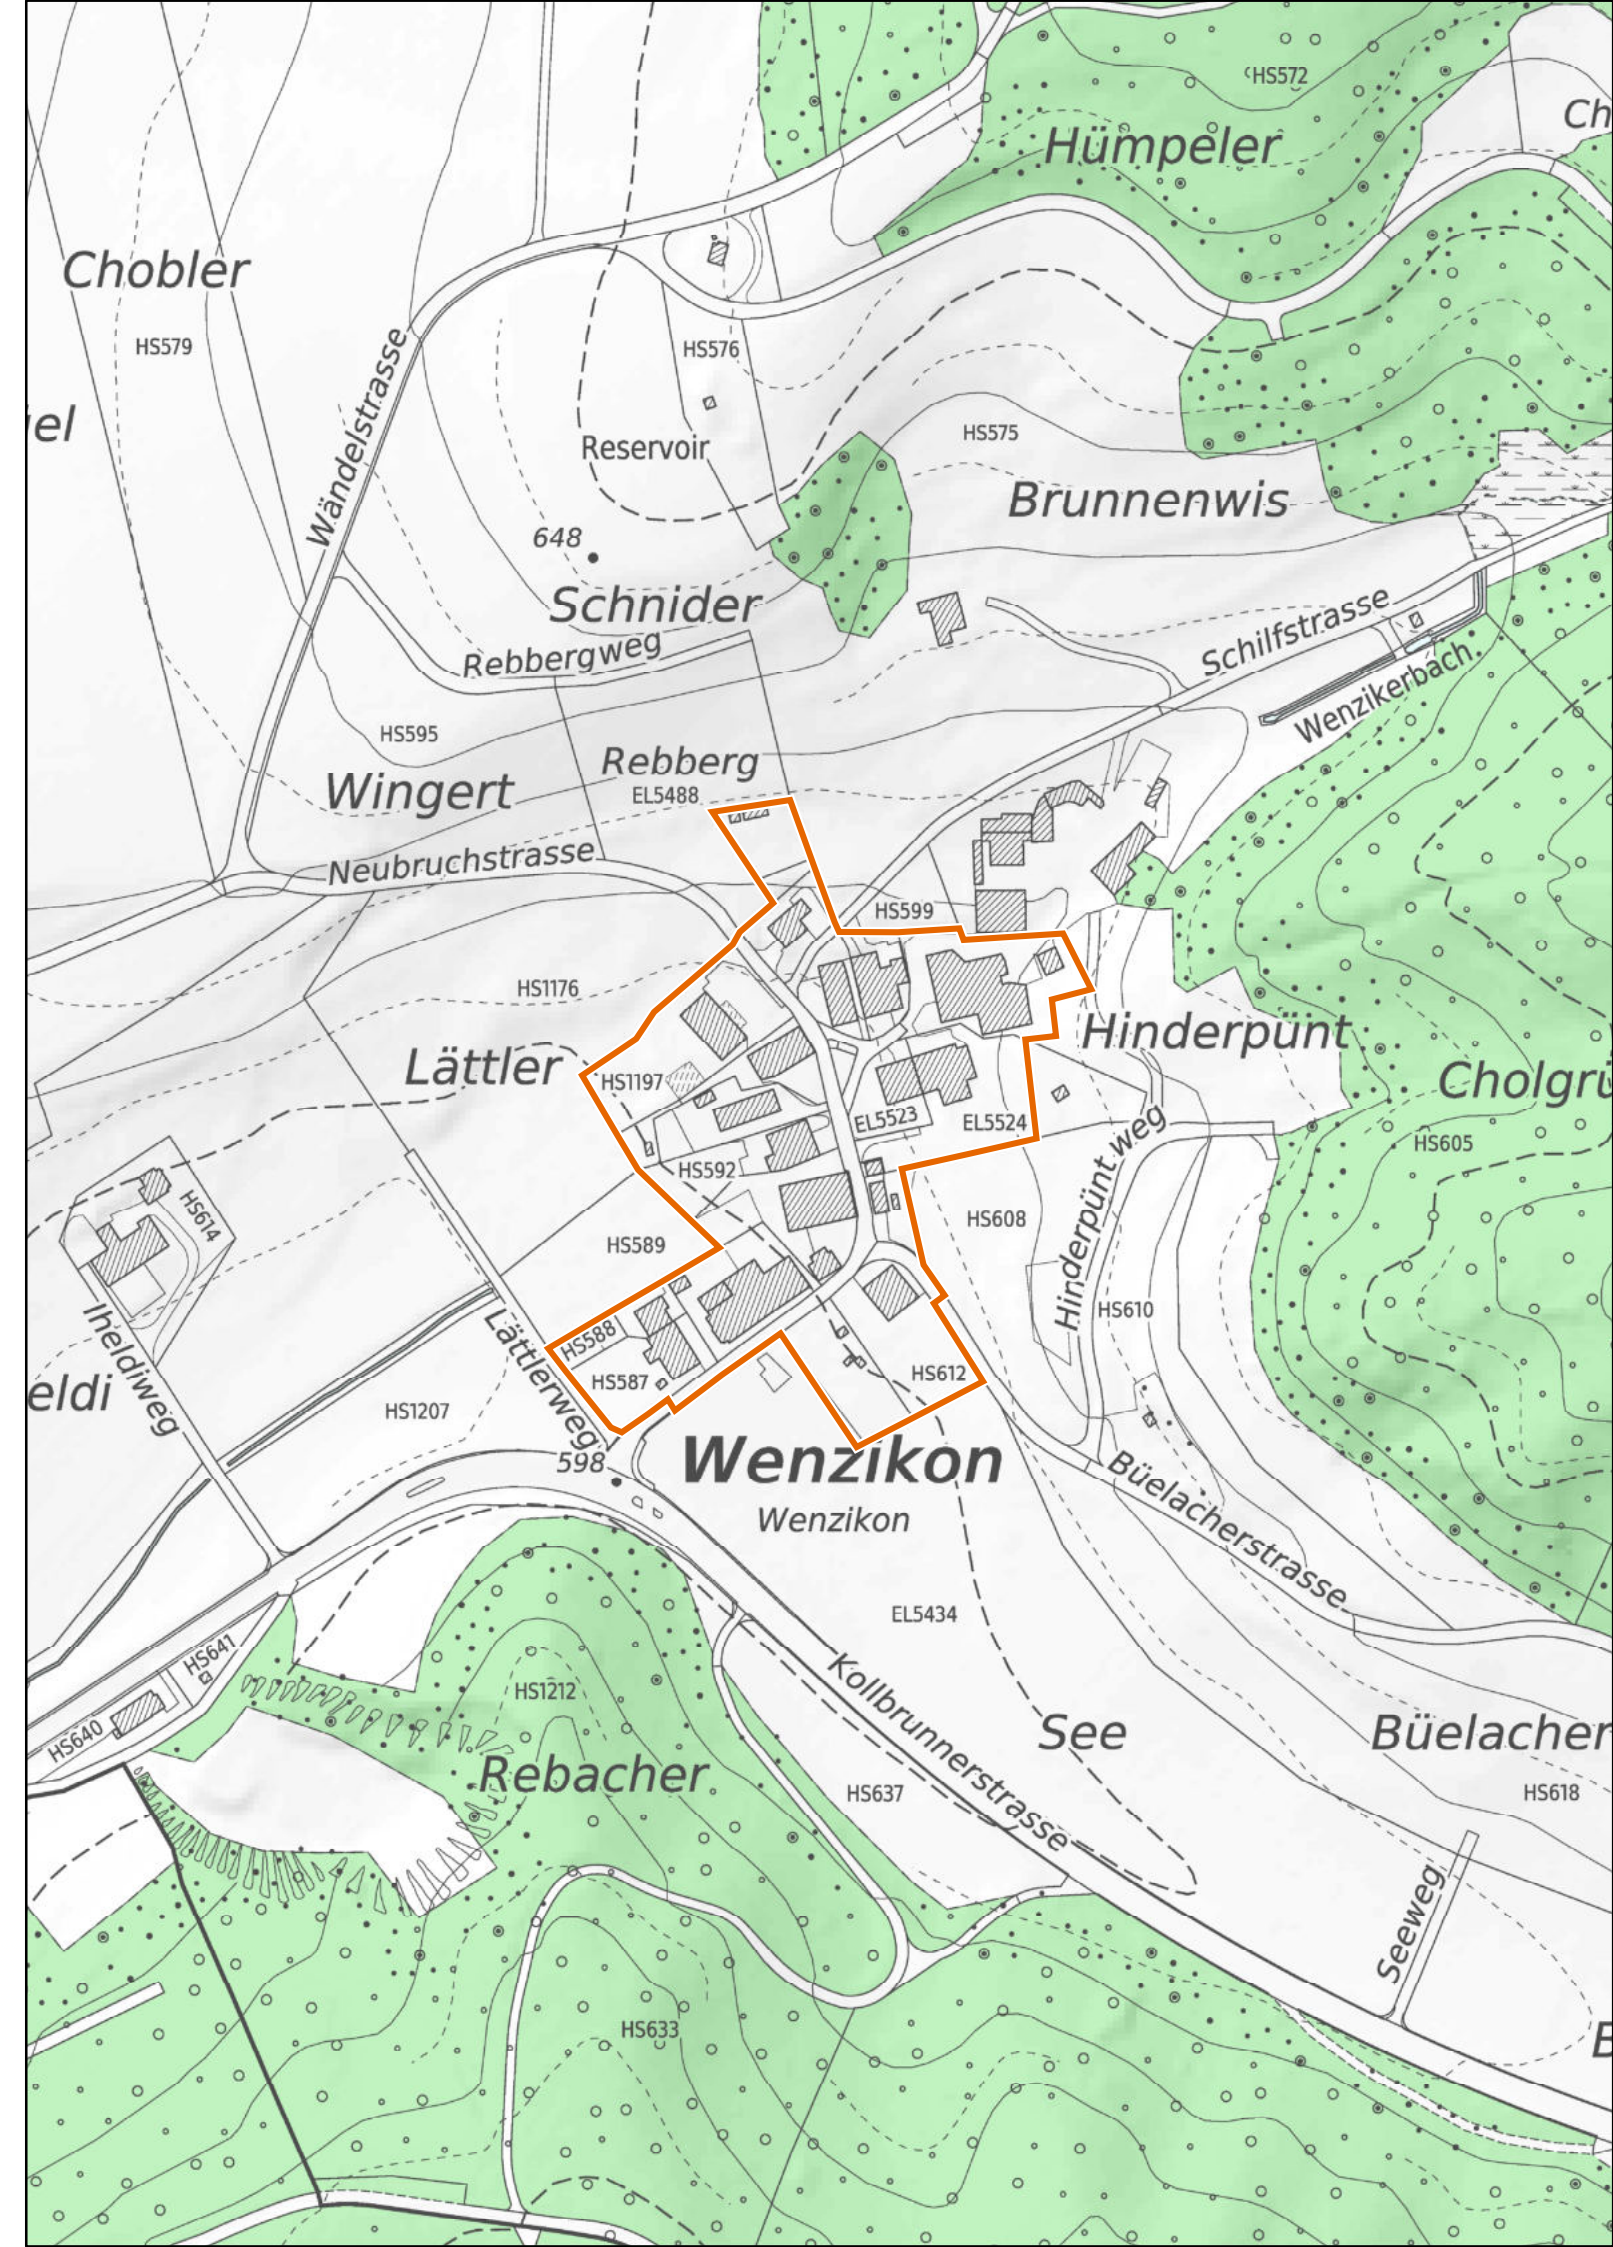 HS572
Ch
Hümpeler
Chobler
HS579
HS576
iel
HS575
Reservoir
Wändelstrasse
Brunnenwis
648
Schnider
Schilfstrasse
Rebbergweg
Wenzikerbach
HS595
Rebberg
Wingert
EL5488
Neubruchstrasse
HS599
HS1176
Hinderpünt
Lättler
HS1197
Cholgrü
EL5523
EL5524
HS605
HS592
Hinderpünt weg
HS614
HS608
HS589
HS610
Iheldiweg
Lättlerweg
HS588
HS587
HS612
eldi
HS1207
Wenzikon
598
Büelacherstrasse
Wenzikon
EL5434
HS641
Kollbrunnerstrasse
HS1212
HS640
See
Büelacher
Rebacher
HS637
HS618
Seeweg
HS633